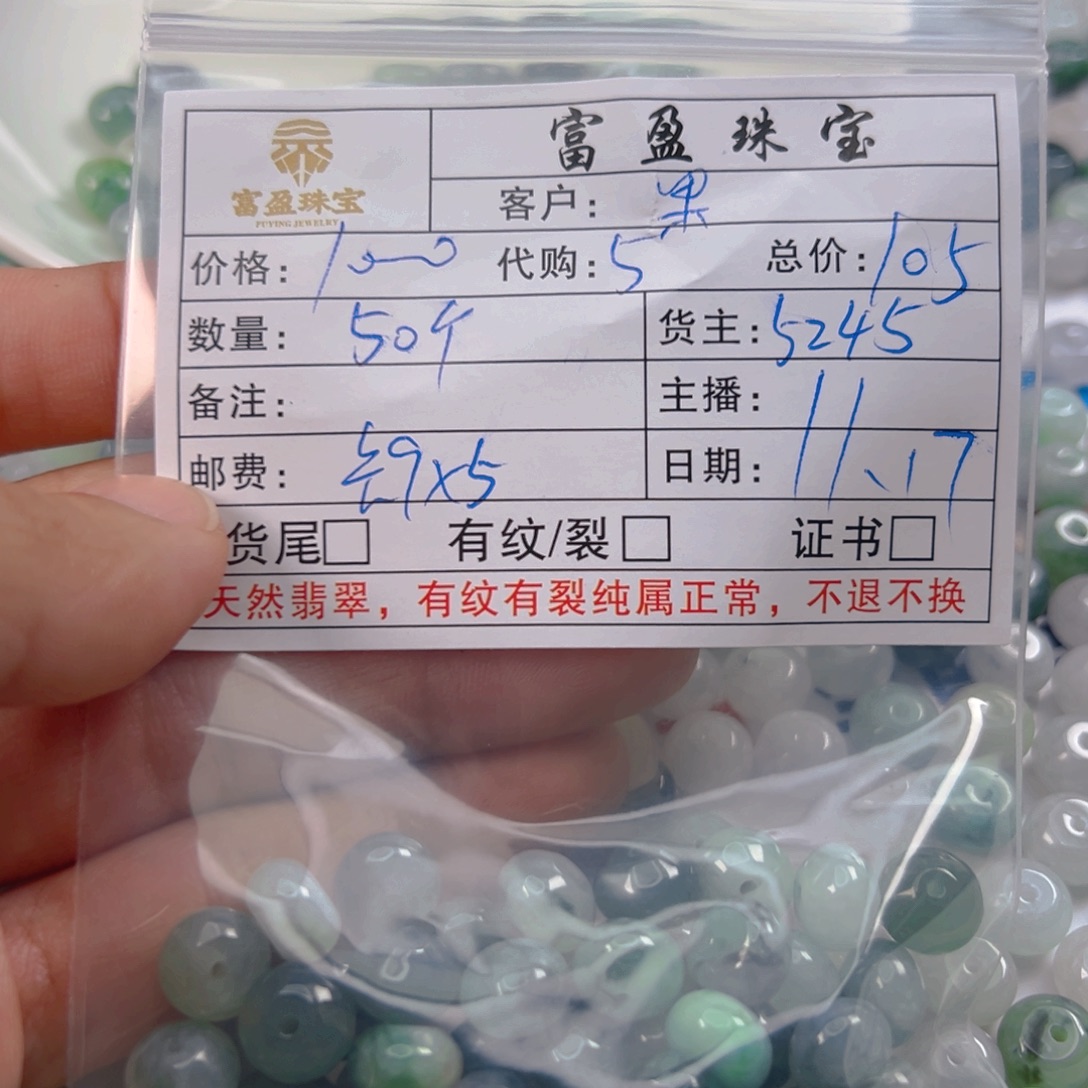 富盈珠宝
富盈珠宝
FUYING JEWELRY
客户：果
价格：100 代购：5 总价：105
数量：50个 货主：5245
备注： 主播：
邮费： 9x5 日期：11、17
货尾□ 有纹/裂□ 证书□
天然翡翠，有纹有裂纯属正常，不退不换